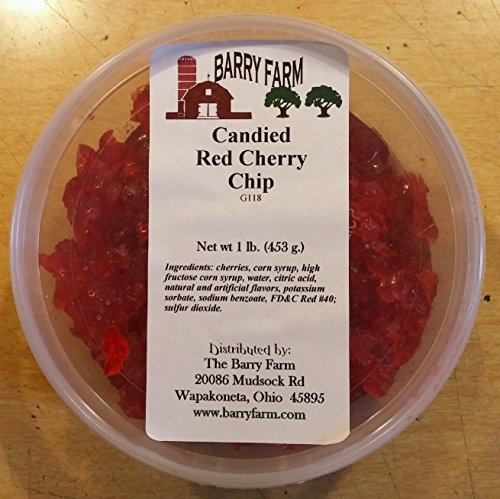 BARRY FARM
Candied
Red Cherry
Chip
G118
Net wt 1 lb. (453 g.)
Ingredients: cherries, corn syrup, high
fructose corn syrup, water, citric acid,
natural and artificial flavors, potassium
sorbate, sodium benzoate, FD&C Red #40;
sulfur dioxide.
Distributed by:
The Barry Farm
20086 Mudsock Rd
Wapakoneta, Ohio 45895
www.barryfarm.com